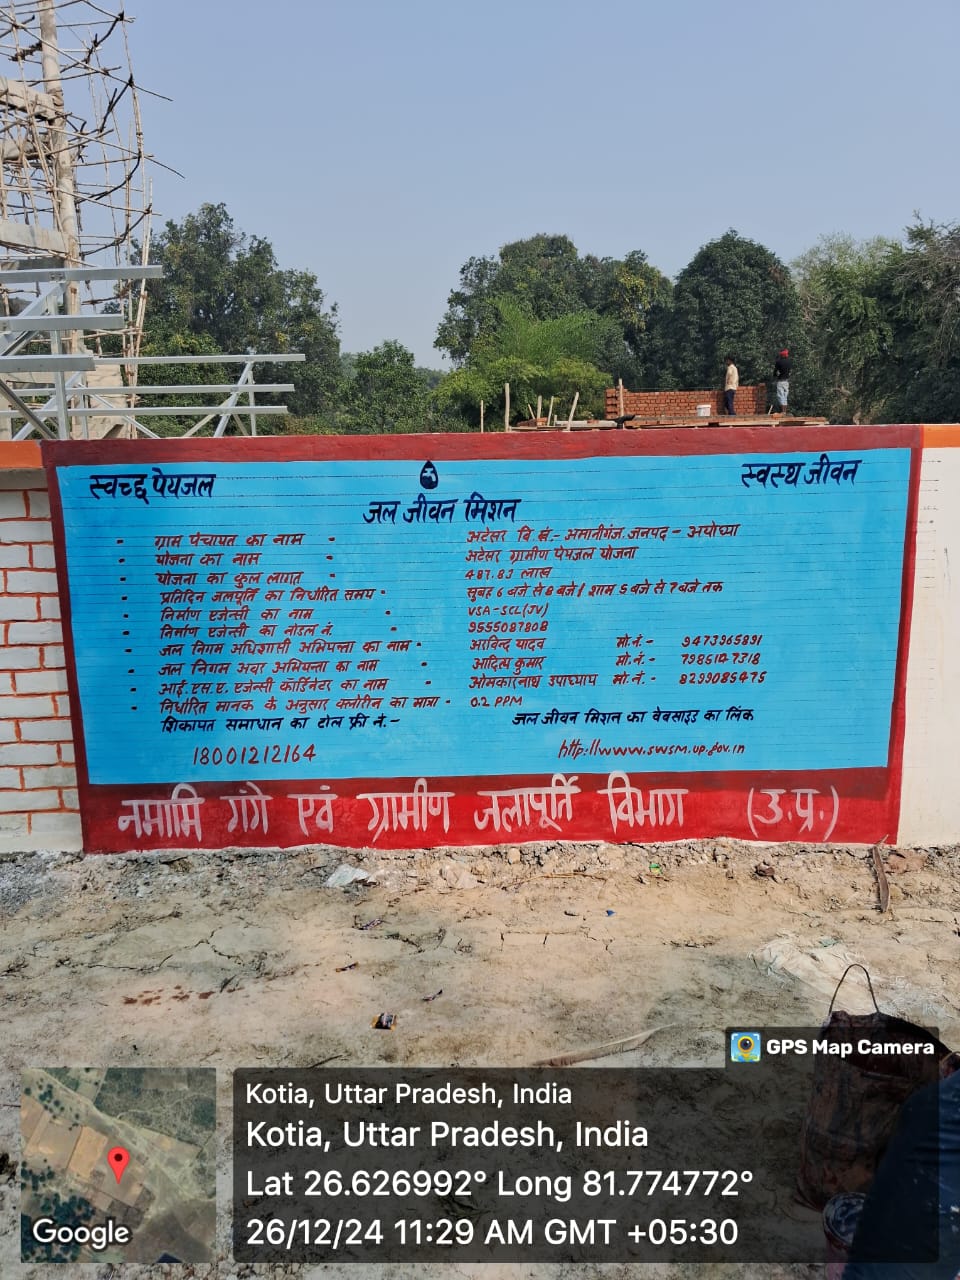 स्वच्छ पेयजल स्वस्थ जीवन
जल जीवन मिशन
ग्राम पंचायत का नाम - अटेसर वि.खं.- अमानीगंज. जनपद - अयोध्या
योजना का नाम - अटेसर ग्रामीण पेयजल योजना
योजना का कुल लागत - 487.83 लाख
प्रतिदिन जलपूर्ति का निर्धारित समय - सुबह 6 बजे से 8 बजे / शाम 5 बजे से 7 बजे तक
निर्माण एजेन्सी का नाम - VSA-SCL(JV)
निर्माण एजेन्सी का नोडल नं. - 9555087808
जल निगम अधिशासी अभियन्ता का नाम - अरविन्द यादव मो.नं.- 9473965891
जल निगम अवर अभियन्ता का नाम - आदित्य कुमार मो.नं.- 7986147318
आई.एस.ए. एजेन्सी कॉर्डिनेटर का नाम - ओमकारनाथ उपाध्याय मो.नं.- 8299085475
निर्धारित मानक के अनुसार क्लोरिन का मात्रा - 0.2 PPM
शिकायत समाधान का टोल फ्री नं.- जल जीवन मिशन का वेबसाइड का लिंक
18001212164 http://www.swsm.up.gov.in
नमामि गंगे एवं ग्रामीण जलापूर्ति विभाग (उ.प्र.)
GPS Map Camera
Kotia, Uttar Pradesh, India
Kotia, Uttar Pradesh, India
Lat 26.626992° Long 81.774772°
26/12/24 11:29 AM GMT +05:30
Google